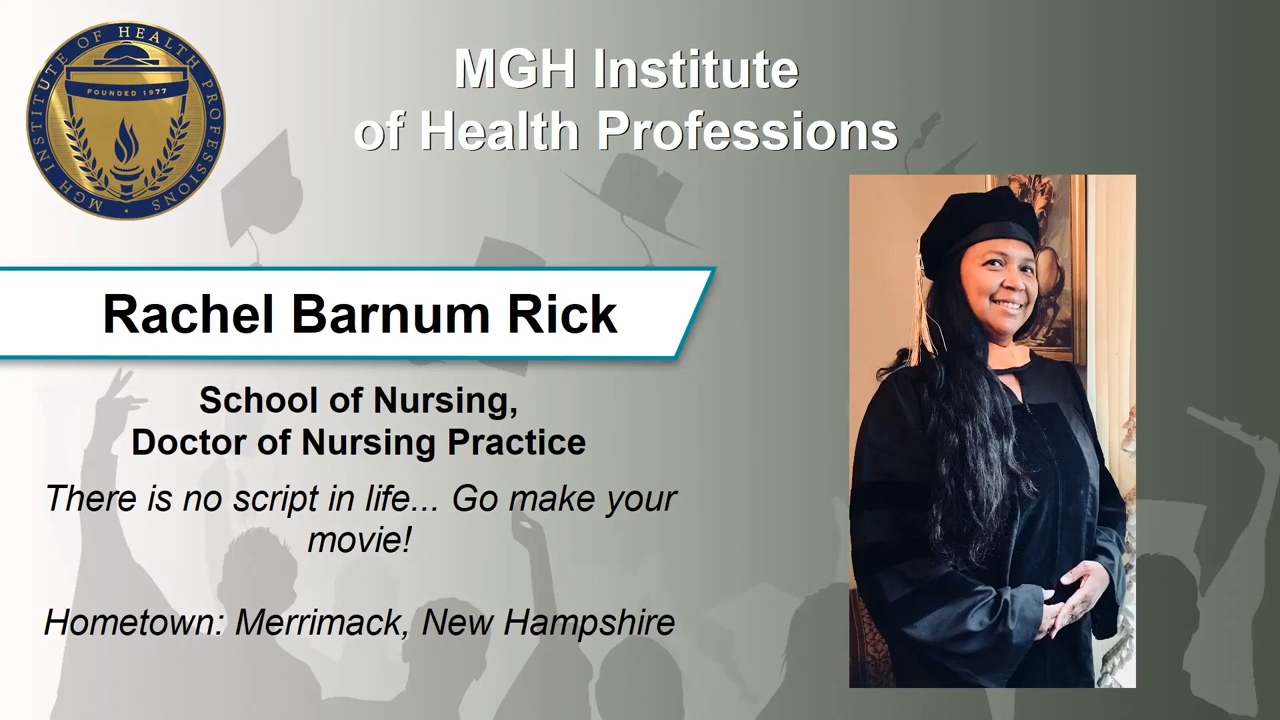 MGH INSTITUTE OF HEALTH PROFESSIONS
FOUNDED 1977
MGH Institute
of Health Professions
Rachel Barnum Rick
School of Nursing,
Doctor of Nursing Practice
There is no script in life... Go make your
movie!
Hometown: Merrimack, New Hampshire